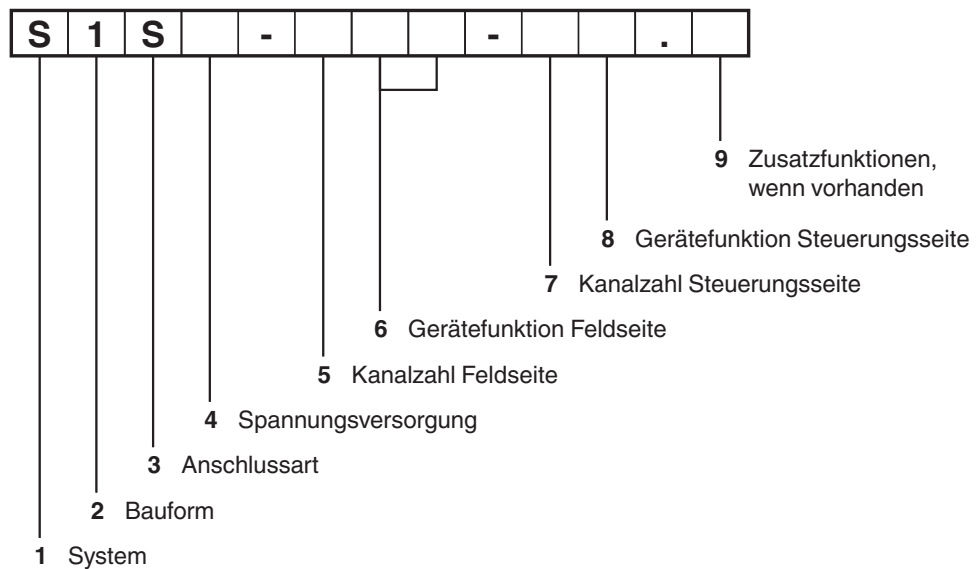 S 1 S - - .
9 Zusatzfunktionen,
wenn vorhanden
8 Gerätefunktion Steuerungsseite
7 Kanalzahl Steuerungsseite
6 Gerätefunktion Feldseite
5 Kanalzahl Feldseite
4 Spannungsversorgung
3 Anschlussart
2 Bauform
1 System